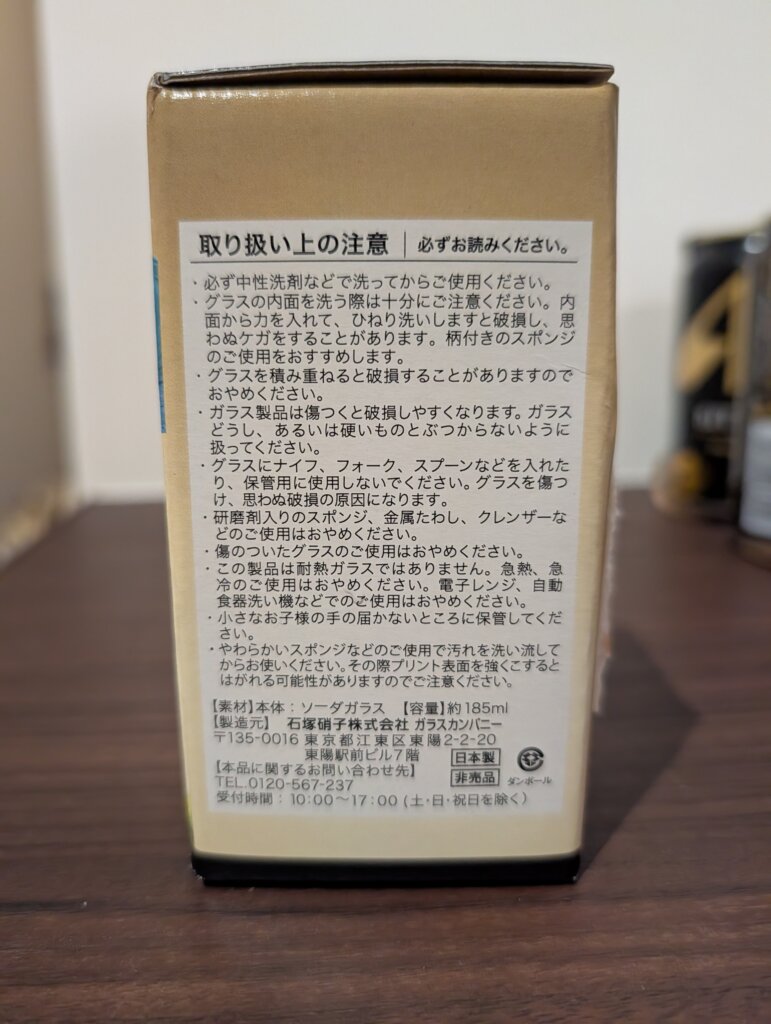 取り扱い上の注意 | 必ずお読みください。
・必ず中性洗剤などで洗ってからご使用ください。
・グラスの内面を洗う際は十分にご注意ください。内
面から力を入れて、ひねり洗いしますと破損し、思
わぬケガをすることがあります。柄付きのスポンジ
のご使用をおすすめします。
・グラスを積み重ねると破損することがありますので
おやめください。
・ガラス製品は傷つくと破損しやすくなります。ガラス
どうし、あるいは硬いものとぶつからないように
扱ってください。
・グラスにナイフ、フォーク、スプーンなどを入れた
り、保管用に使用しないでください。グラスを傷つ
け、思わぬ破損の原因になります。
・研磨剤入りのスポンジ、金属たわし、クレンザーな
どのご使用はおやめください。
・傷のついたグラスのご使用はおやめください。
・この製品は耐熱ガラスではありません。急熱、急
冷のご使用はおやめください。電子レンジ、自動
食器洗い機などでのご使用はおやめください。
・小さなお子様の手の届かないところに保管してくだ
さい。
・やわらかいスポンジなどのご使用で汚れを洗い流して
からお使いください。その際プリント表面を強くこすると
はがれる可能性がありますのでご注意ください。
【素材】本体：ソーダガラス 【容量】約185ml
【製造元】 石塚硝子株式会社 ガラスカンパニー
〒135-0016 東京都江東区東陽2-2-20
東陽駅前ビル7階
【本品に関するお問い合わせ先】
TEL.0120-567-237
受付時間：10:00〜17:00（土・日・祝日を除く）
日本製
非売品
ダンボール